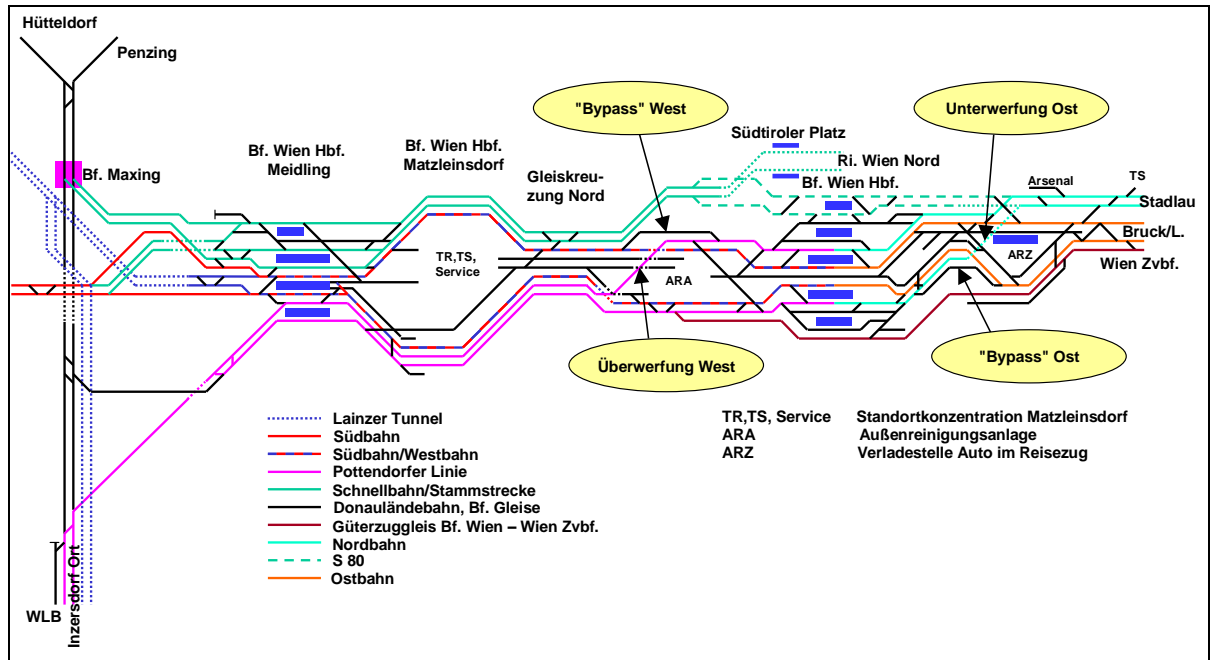 Hütteldorf
Penzing
"Bypass" West
Unterwerfung Ost
Südtiroler Platz
Bf. Wien Hbf.
Matzleinsdorf
Bf. Wien Hbf.
Meidling
Bf. Maxing
Gleiskreu-
zung Nord
Ri. Wien Nord
Bf. Wien Hbf.
Arsenal
TS
Stadlau
Bruck/L.
Wien Zvbf.
TR,TS,
Service
ARA
ARZ
Überwerfung West
"Bypass" Ost
Lainzer Tunnel
Südbahn
Südbahn/Westbahn
Pottendorfer Linie
Schnellbahn/Stammstrecke
Donauländebahn, Bf. Gleise
Güterzuggleis Bf. Wien – Wien Zvbf.
Nordbahn
S 80
Ostbahn
TR,TS, Service Standortkonzentration Matzleinsdorf
ARA Außenreinigungsanlage
ARZ Verladestelle Auto im Reisezug
WLB
Inzersdorf Ort